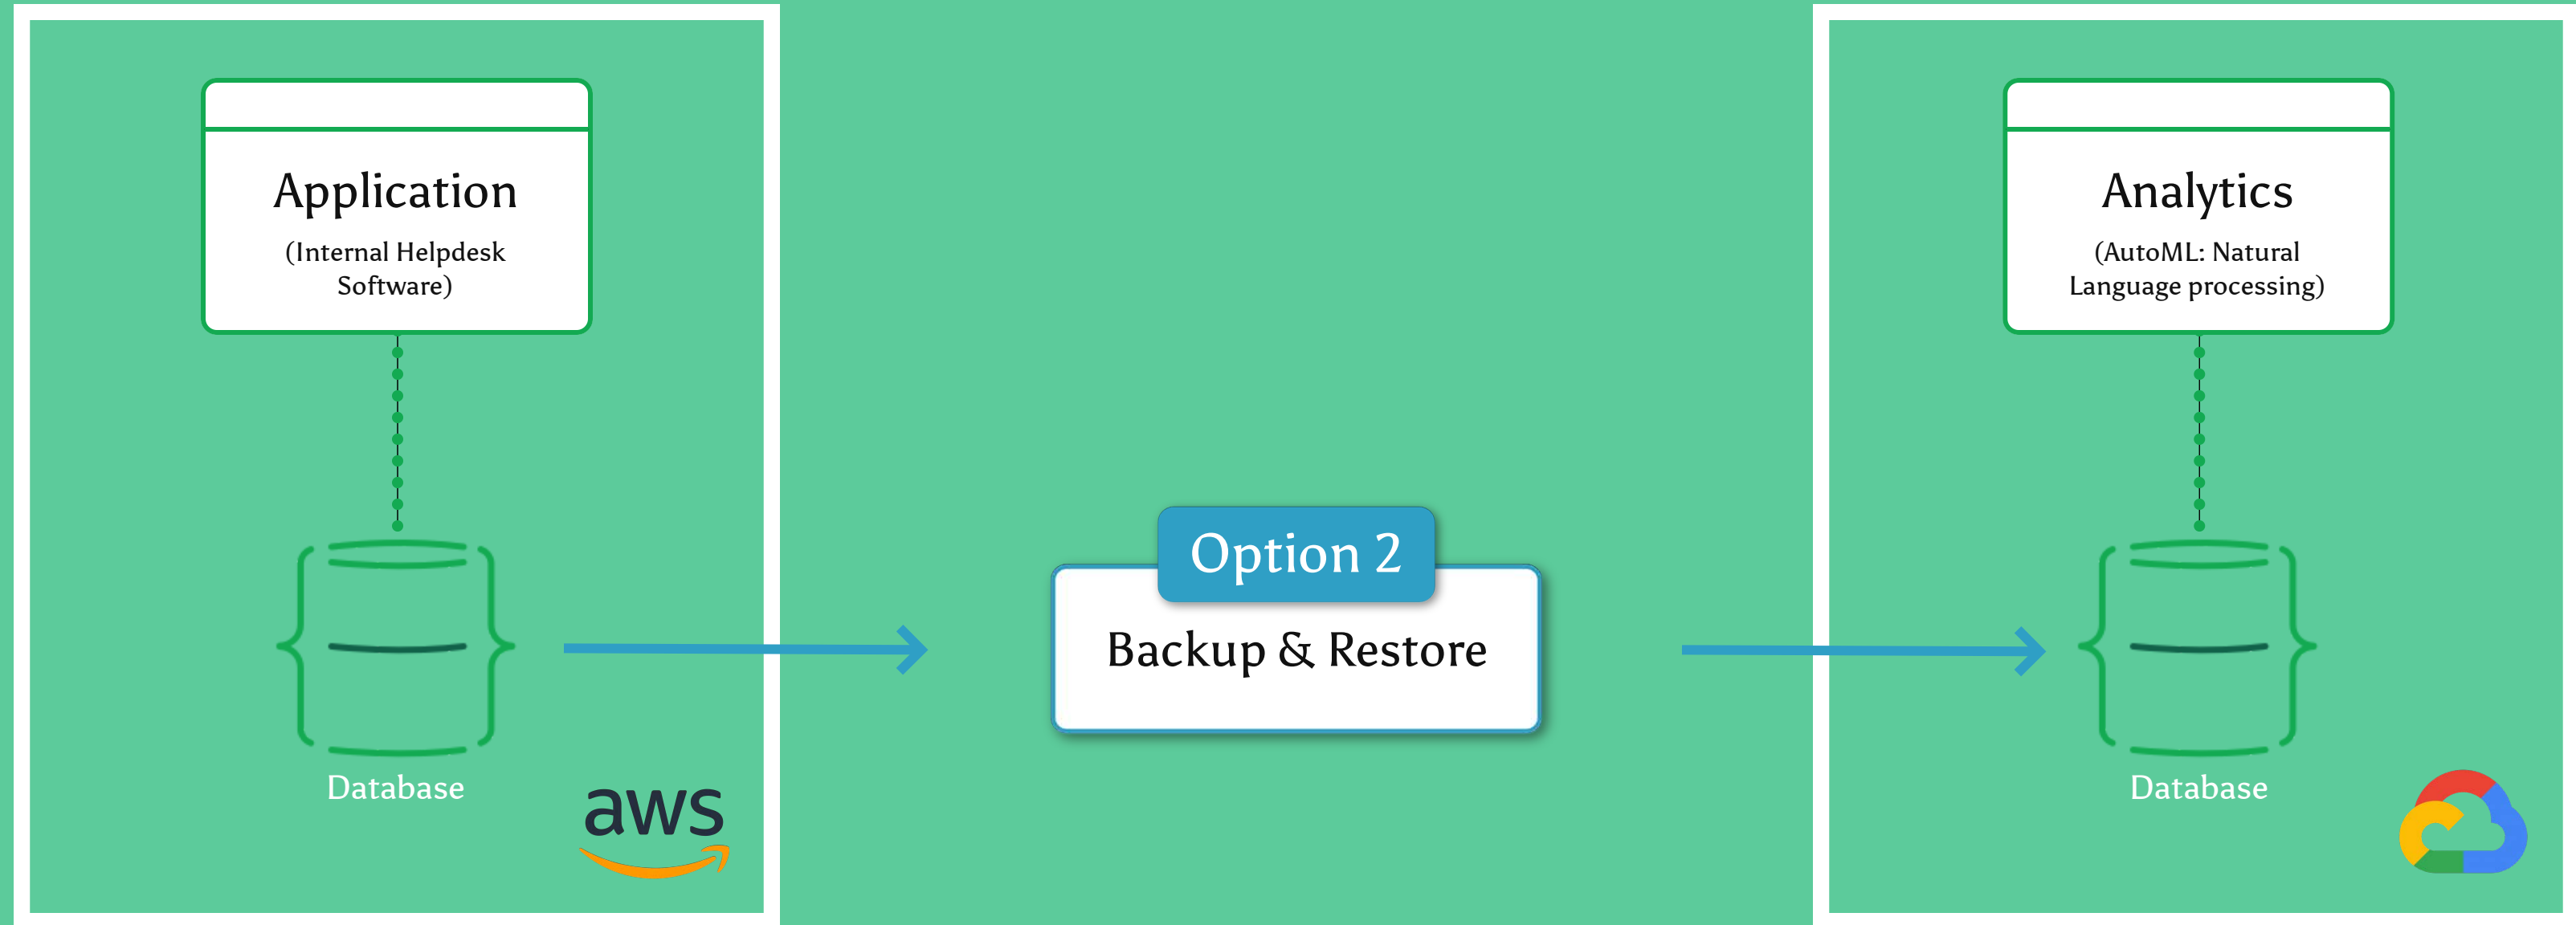 Application
(Internal Helpdesk
Software)
Database
aws
Option 2
Backup & Restore
Analytics
(AutoML: Natural
Language processing)
Database